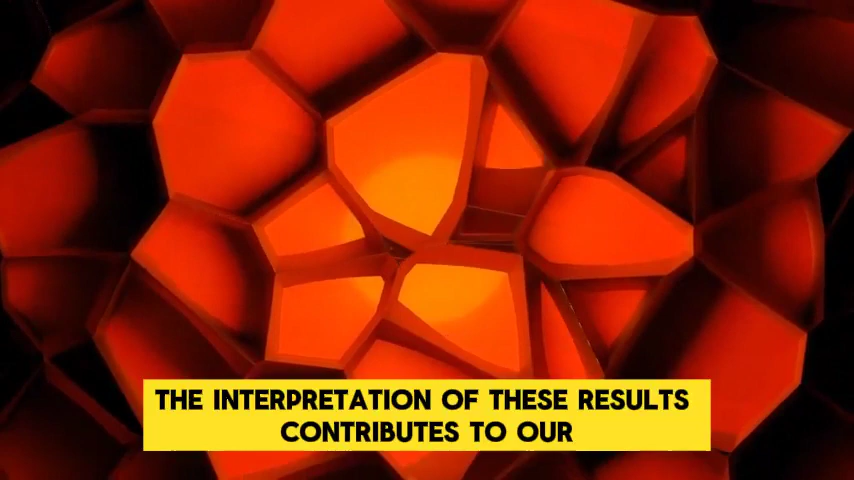 THE INTERPRETATION OF THESE RESULTS
CONTRIBUTES TO OUR